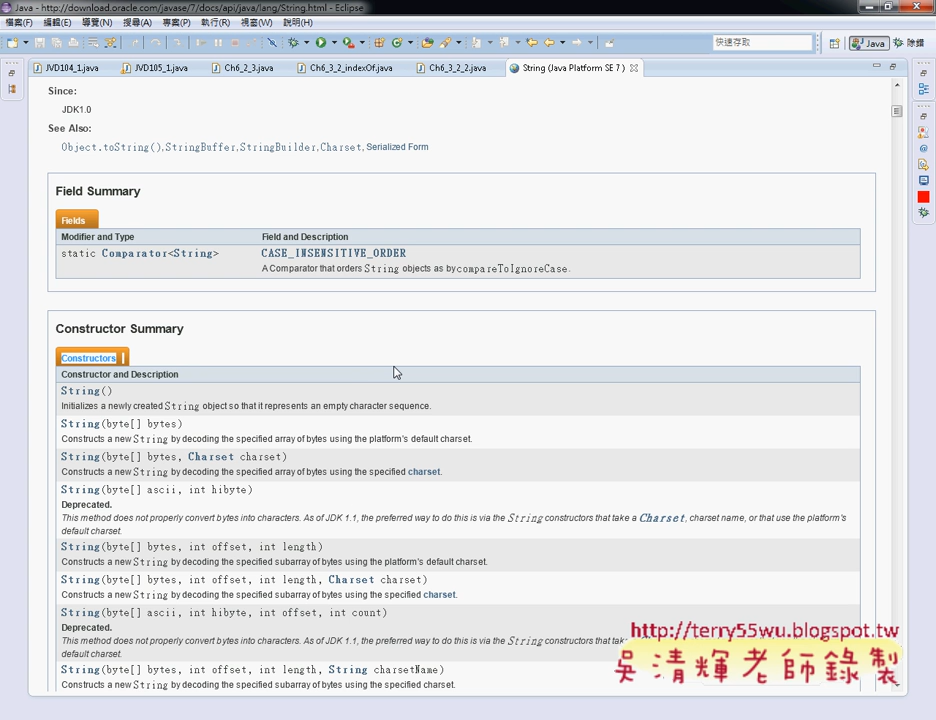 Java - http://download.oracle.com/javase/7/docs/api/java/lang/String.html - Eclipse
檔案(F) 編輯(E) 導覽(N) 搜尋(A) 專案(P) 執行(R) 視窗(W) 說明(H)
快速存取 Java 除錯
JVD104_1.java JVD105_1.java Ch6_2_3.java Ch6_3_2_indexOf.java Ch6_3_2_2.java String (Java Platform SE 7 )
Since:
JDK1.0
See Also:
Object.toString(), StringBuffer, StringBuilder, Charset, Serialized Form
Field Summary
Fields
Modifier and Type Field and Description
static Comparator<String> CASE_INSENSITIVE_ORDER
A Comparator that orders String objects as by compareToIgnoreCase.
Constructor Summary
Constructors
Constructor and Description
String()
Initializes a newly created String object so that it represents an empty character sequence.
String(byte[] bytes)
Constructs a new String by decoding the specified array of bytes using the platform's default charset.
String(byte[] bytes, Charset charset)
Constructs a new String by decoding the specified array of bytes using the specified charset.
String(byte[] ascii, int hibyte)
Deprecated.
This method does not properly convert bytes into characters. As of JDK 1.1, the preferred way to do this is via the String constructors that take a Charset, charset name, or that use the platform's
default charset.
String(byte[] bytes, int offset, int length)
Constructs a new String by decoding the specified subarray of bytes using the platform's default charset.
String(byte[] bytes, int offset, int length, Charset charset)
Constructs a new String by decoding the specified subarray of bytes using the specified charset.
String(byte[] ascii, int hibyte, int offset, int count)
Deprecated.
This method does not properly convert bytes into characters. As of JDK 1.1, the preferred way to do this is via the String constructors that tak
default charset.
String(byte[] bytes, int offset, int length, String charsetName)
Constructs a new String by decoding the specified subarray of bytes using the specified charset.
http://terry55wu.blogspot.tw
吳清輝老師錄製